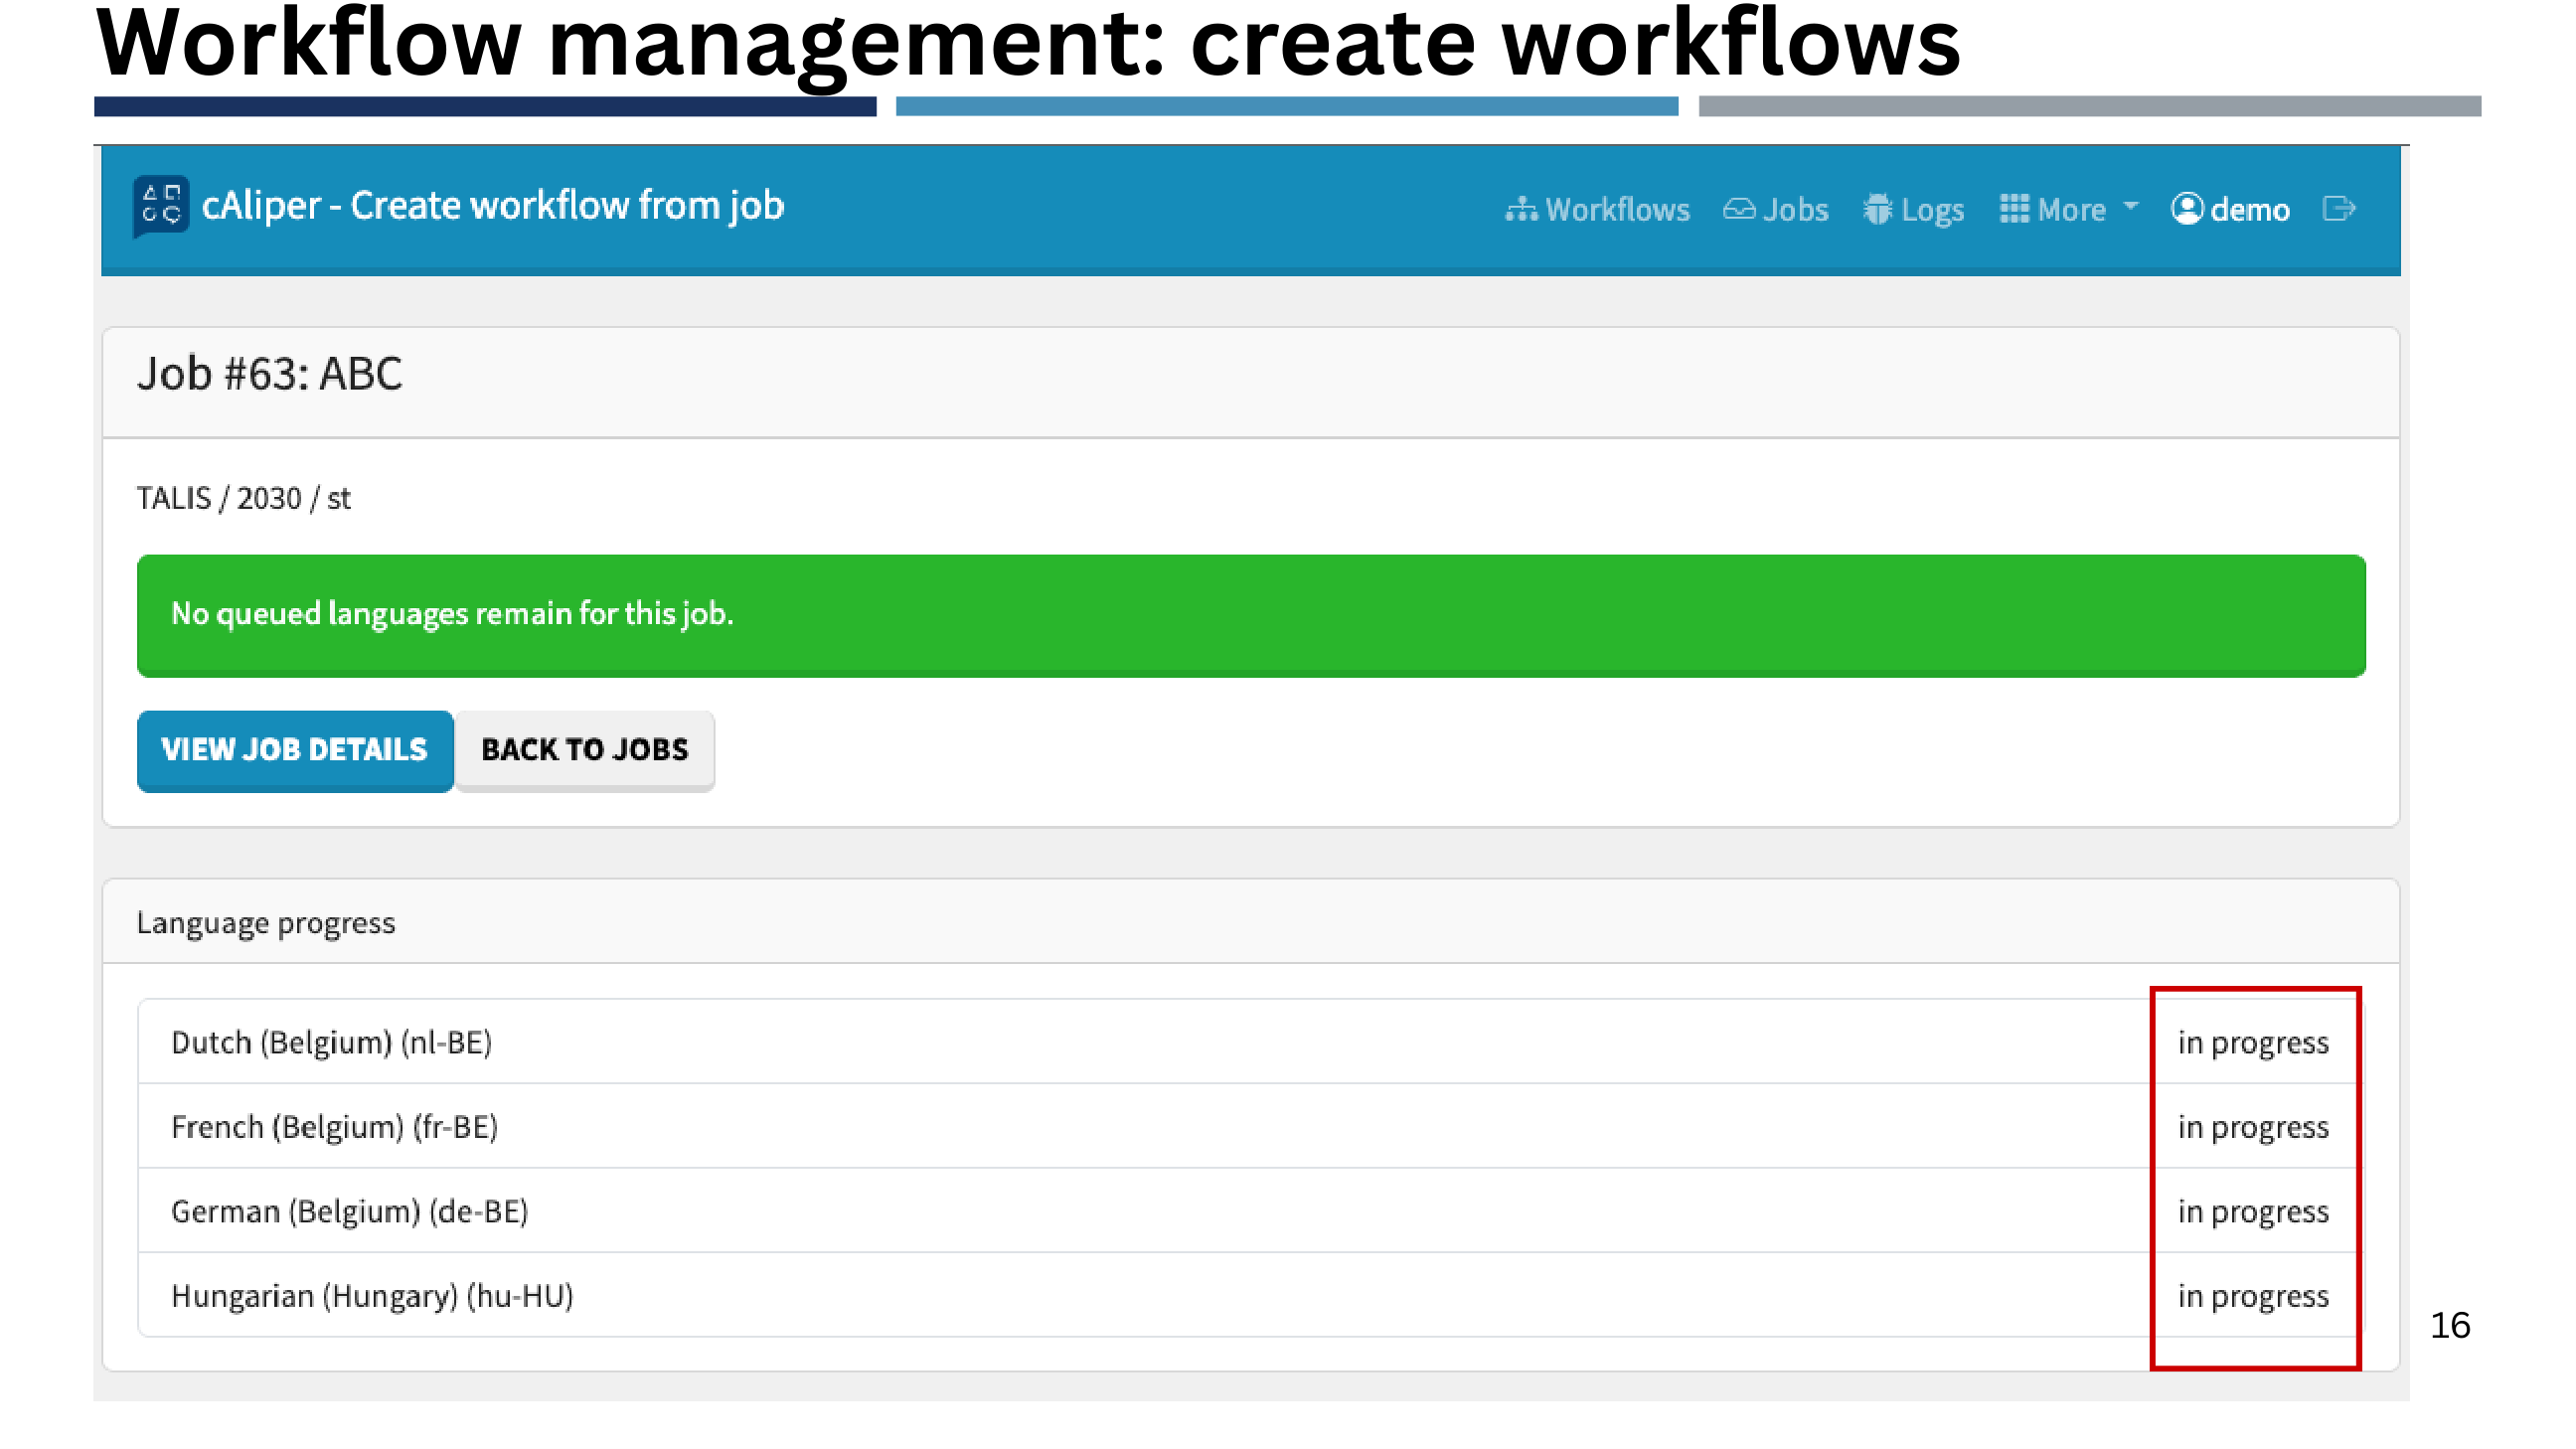 Workflow management: create workflows
cAliper - Create workflow from job
Workflows Jobs Logs More demo
Job #63: ABC
TALIS / 2030 / st
No queued languages remain for this job.
VIEW JOB DETAILS BACK TO JOBS
Language progress
Dutch (Belgium) (nl-BE) in progress
French (Belgium) (fr-BE) in progress
German (Belgium) (de-BE) in progress
Hungarian (Hungary) (hu-HU) in progress
16